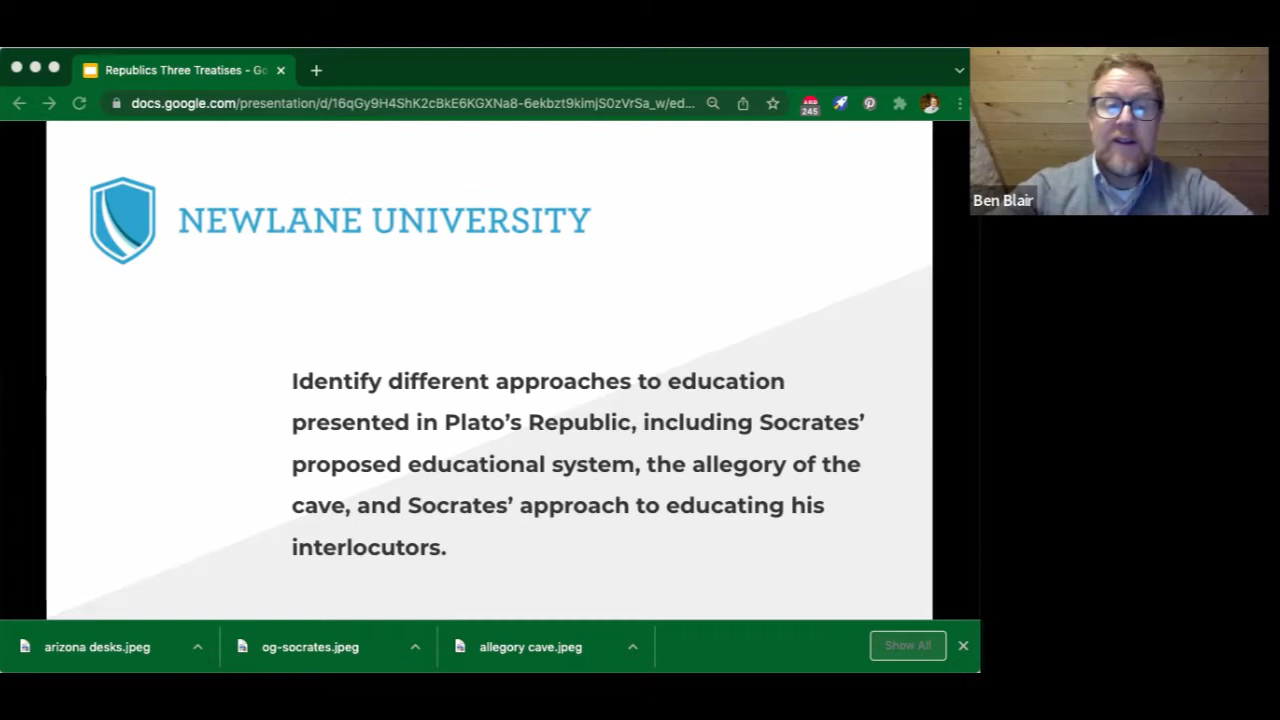 Republics Three Treatises - Go
docs.google.com/presentation/d/16qGy9H4ShK2cBkE6KGXNa8-6ekbzt9kimjS0zVrSa_w/ed...
245
Ben Blair
NEWLANE UNIVERSITY
Identify different approaches to education
presented in Plato’s Republic, including Socrates’
proposed educational system, the allegory of the
cave, and Socrates’ approach to educating his
interlocutors.
arizona desks.jpeg
og-socrates.jpeg
allegory cave.jpeg
Show All